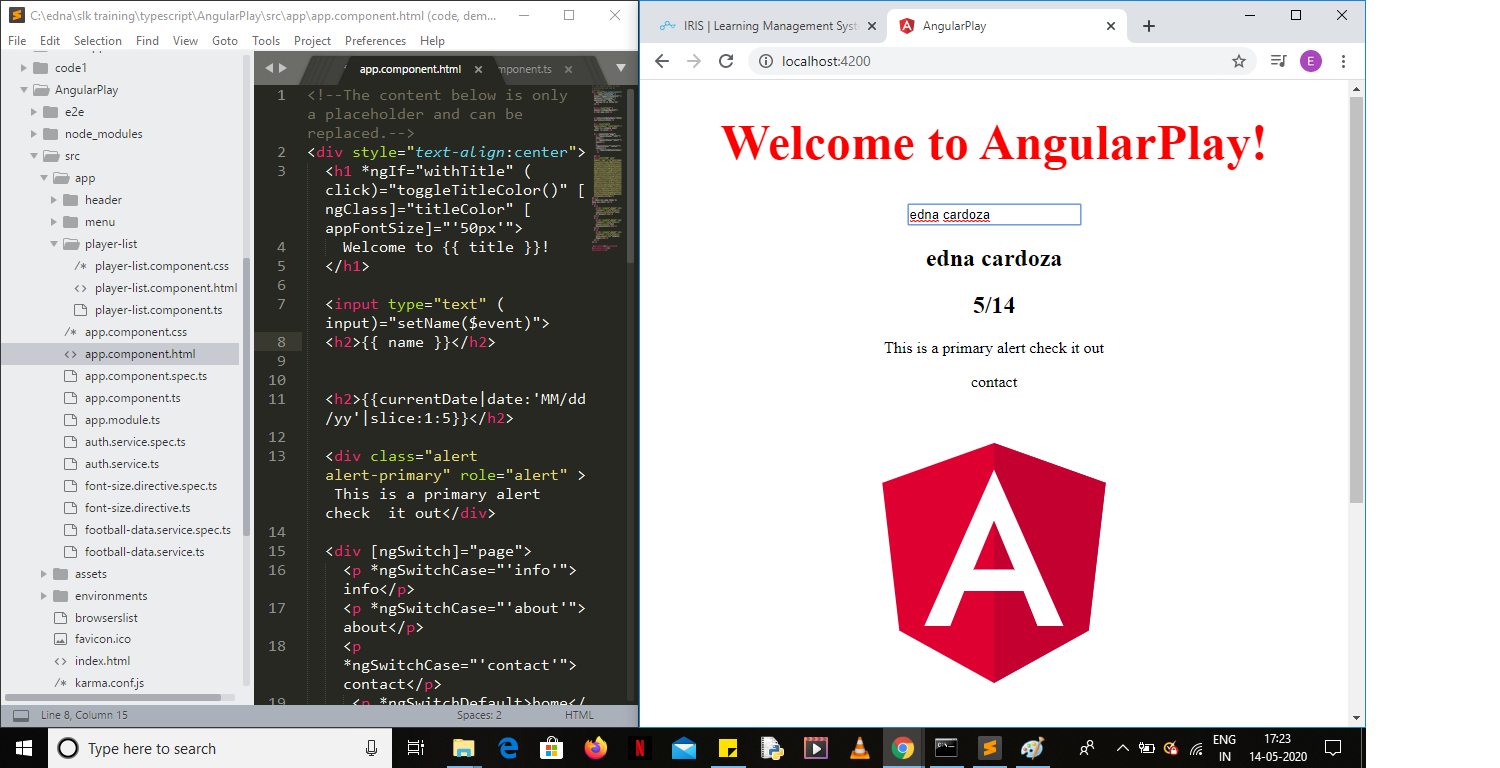 C:\edna\slk training\typescript\AngularPlay\src\app\app.component.html (code, dem...
File Edit Selection Find View Goto Tools Project Preferences Help
code1
AngularPlay
e2e
node_modules
src
app
header
menu
player-list
/* player-list.component.css
<> player-list.component.html
player-list.component.ts
/* app.component.css
<> app.component.html
app.component.spec.ts
app.component.ts
app.module.ts
auth.service.spec.ts
auth.service.ts
font-size.directive.spec.ts
font-size.directive.ts
football-data.service.spec.ts
football-data.service.ts
assets
environments
browserslist
favicon.ico
<> index.html
/* karma.conf.js
app.component.html × mponent.ts ×
1 <!--The content below is only
a placeholder and can be
replaced.-->
2 <div style="text-align:center">
3 <h1 *ngIf="withTitle" (
click)="toggleTitleColor()" [
ngClass]="titleColor" [
appFontSize]="'50px'">
4 Welcome to {{ title }}!
5 </h1>
6
7 <input type="text" (
input)="setName($event)">
8 <h2>{{ name }}</h2>
9
10
11 <h2>{{currentDate|date:'MM/dd
/yy'|slice:1:5}}</h2>
12
13 <div class="alert
alert-primary" role="alert" >
This is a primary alert
check  it out</div>
14
15 <div [ngSwitch]="page">
16 <p *ngSwitchCase="'info'">
info</p>
17 <p *ngSwitchCase="'about'">
about</p>
18 <p
*ngSwitchCase="'contact'">
contact</p>
19 <p *ngSwitchDefault>home</
Line 8, Column 15 Spaces: 2 HTML
IRIS | Learning Management Syst
AngularPlay
localhost:4200
E
Welcome to AngularPlay!
edna cardoza
edna cardoza
5/14
This is a primary alert check it out
contact
A
Type here to search
N
ENG
IN
17:23
14-05-2020